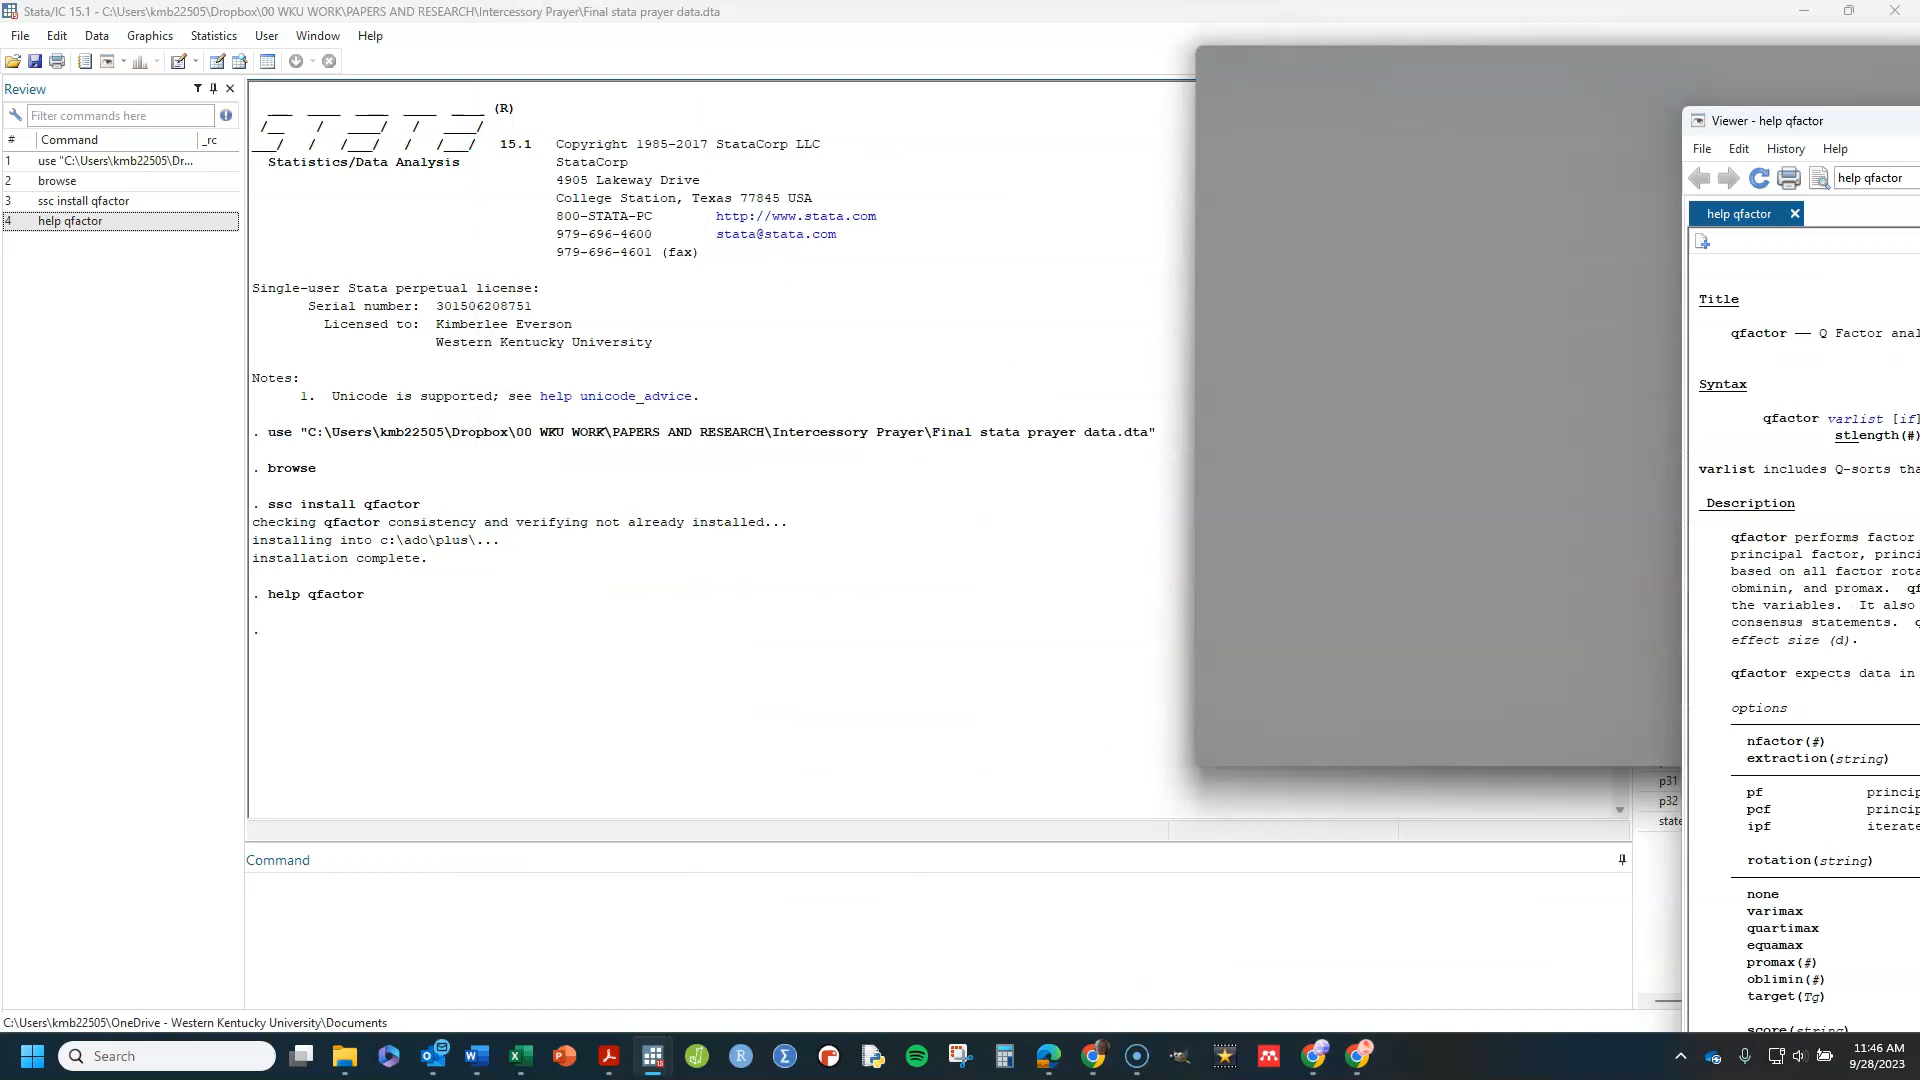 Stata/IC 15.1 - C:\Users\kmb22505\Dropbox\00 WKU WORK\PAPERS AND RESEARCH\Intercessory Prayer\Final stata prayer data.dta
File Edit Data Graphics Statistics User Window Help
Review
Filter commands here
# Command _rc
1 use "C:\Users\kmb22505\Dr...
2 browse
3 ssc install qfactor
4 help qfactor
(R)
15.1 Copyright 1985-2017 StataCorp LLC
Statistics/Data Analysis StataCorp
4905 Lakeway Drive
College Station, Texas 77845 USA
800-STATA-PC http://www.stata.com
979-696-4600 stata@stata.com
979-696-4601 (fax)
Single-user Stata perpetual license:
Serial number: 301506208751
Licensed to: Kimberlee Everson
Western Kentucky University
Notes:
1. Unicode is supported; see help unicode_advice.
. use "C:\Users\kmb22505\Dropbox\00 WKU WORK\PAPERS AND RESEARCH\Intercessory Prayer\Final stata prayer data.dta"
. browse
. ssc install qfactor
checking qfactor consistency and verifying not already installed...
installing into c:\ado\plus\...
installation complete.
. help qfactor
.
Command
p31
p32
state
Viewer - help qfactor
File Edit History Help
help qfactor
help qfactor
Title
qfactor — Q Factor anal
Syntax
qfactor varlist [if]
stlength(#)
varlist includes Q-sorts tha
Description
qfactor performs factor
principal factor, princi
based on all factor rota
obminin, and promax. qf
the variables. It also
consensus statements. q
effect size (d).
qfactor expects data in
options
nfactor(#)
extraction(string)
pf princip
pcf princip
ipf iterate
rotation(string)
none
varimax
quartimax
equamax
promax(#)
oblimin(#)
target(Tg)
score(string)
C:\Users\kmb22505\OneDrive - Western Kentucky University\Documents
Search
11:46 AM
9/28/2023